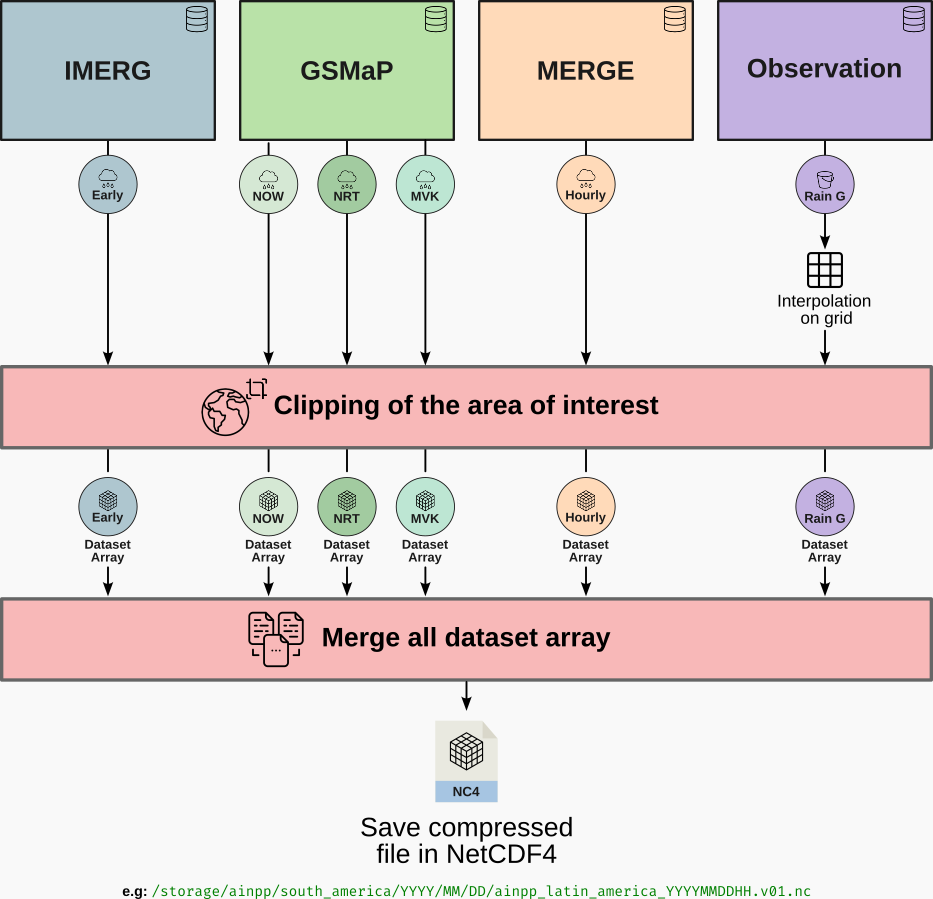 IMERG
GSMaP
MERGE
Observation
Early
NOW
NRT
MVK
Hourly
Rain G
Interpolation
on grid
Clipping of the area of interest
Early
NOW
NRT
MVK
Hourly
Rain G
Dataset
Array
Dataset
Array
Dataset
Array
Dataset
Array
Dataset
Array
Dataset
Array
Merge all dataset array
NC4
Save compressed
file in NetCDF4
e.g: /storage/ainpp/south_america/YYYY/MM/DD/ainpp_latin_america_YYYYMMDDHH.v01.nc